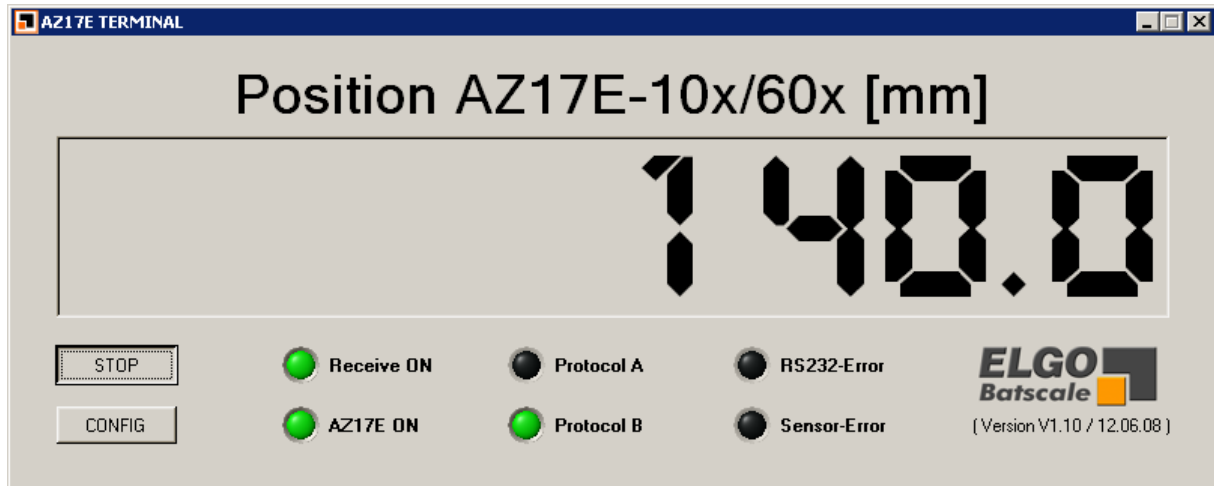 AZ17E TERMINAL
Position AZ17E-10x/60x [mm]
140.0
STOP
Receive ON
Protocol A
RS232-Error
ELGO
Batscale
CONFIG
AZ17E ON
Protocol B
Sensor-Error
( Version V1.10 / 12.06.08 )